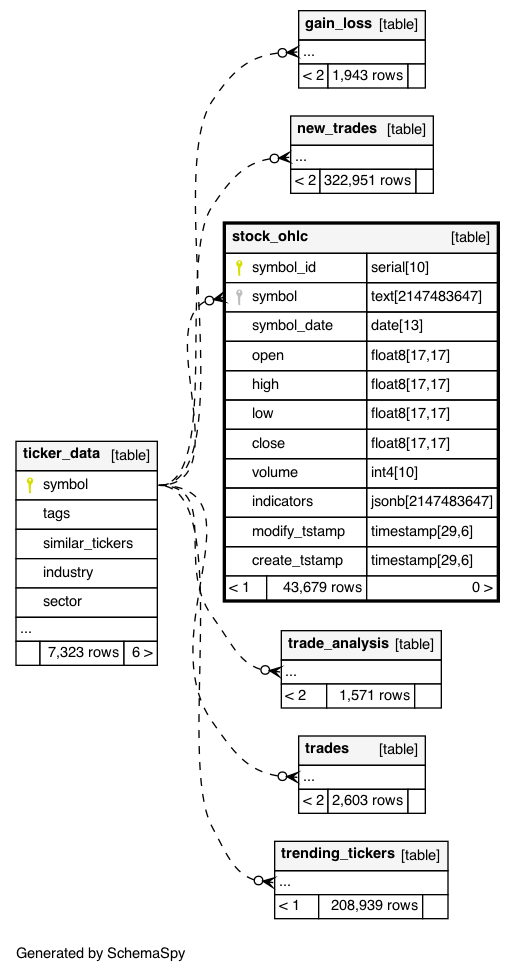 gain_loss [table]
...
< 2 1,943 rows
new_trades [table]
...
< 2 322,951 rows
stock_ohlc [table]
symbol_id serial[10]
symbol text[2147483647]
symbol_date date[13]
open float8[17,17]
high float8[17,17]
low float8[17,17]
close float8[17,17]
volume int4[10]
indicators jsonb[2147483647]
modify_tstamp timestamp[29,6]
create_tstamp timestamp[29,6]
< 1 43,679 rows 0 >
ticker_data [table]
symbol
tags
similar_tickers
industry
sector
...
7,323 rows 6 >
trade_analysis [table]
...
< 2 1,571 rows
trades [table]
...
< 2 2,603 rows
trending_tickers [table]
...
< 1 208,939 rows
Generated by SchemaSpy